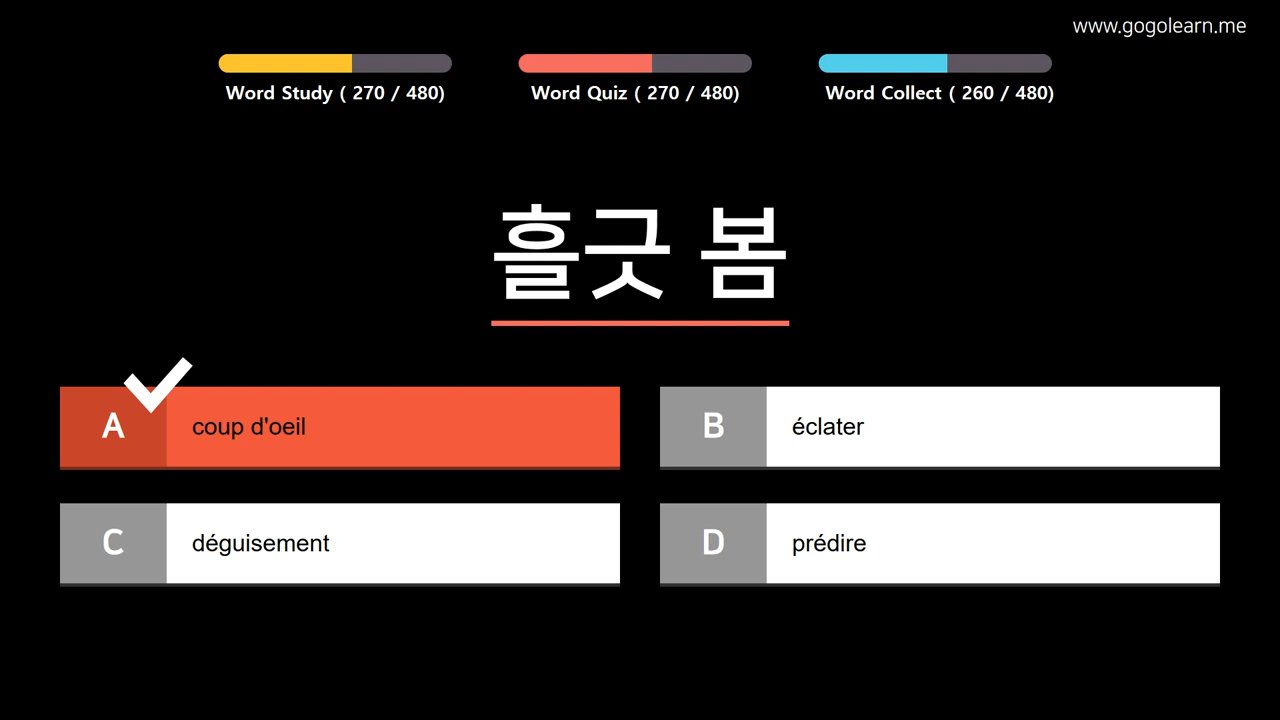 www.gogolearn.me
Word Study ( 270 / 480)
Word Quiz ( 270 / 480)
Word Collect ( 260 / 480)
흘긋 봄
A coup d'oeil
B éclater
C déguisement
D prédire